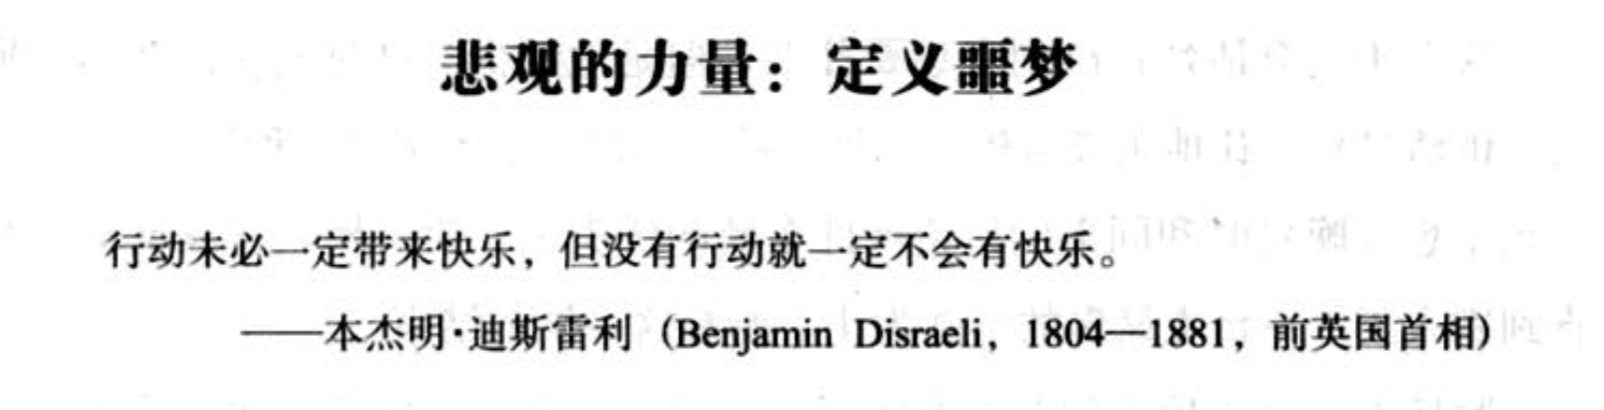 悲观的力量：定义噩梦
行动未必一定带来快乐，但没有行动就一定不会有快乐。
——本杰明·迪斯雷利（Benjamin Disraeli，1804—1881，前英国首相）